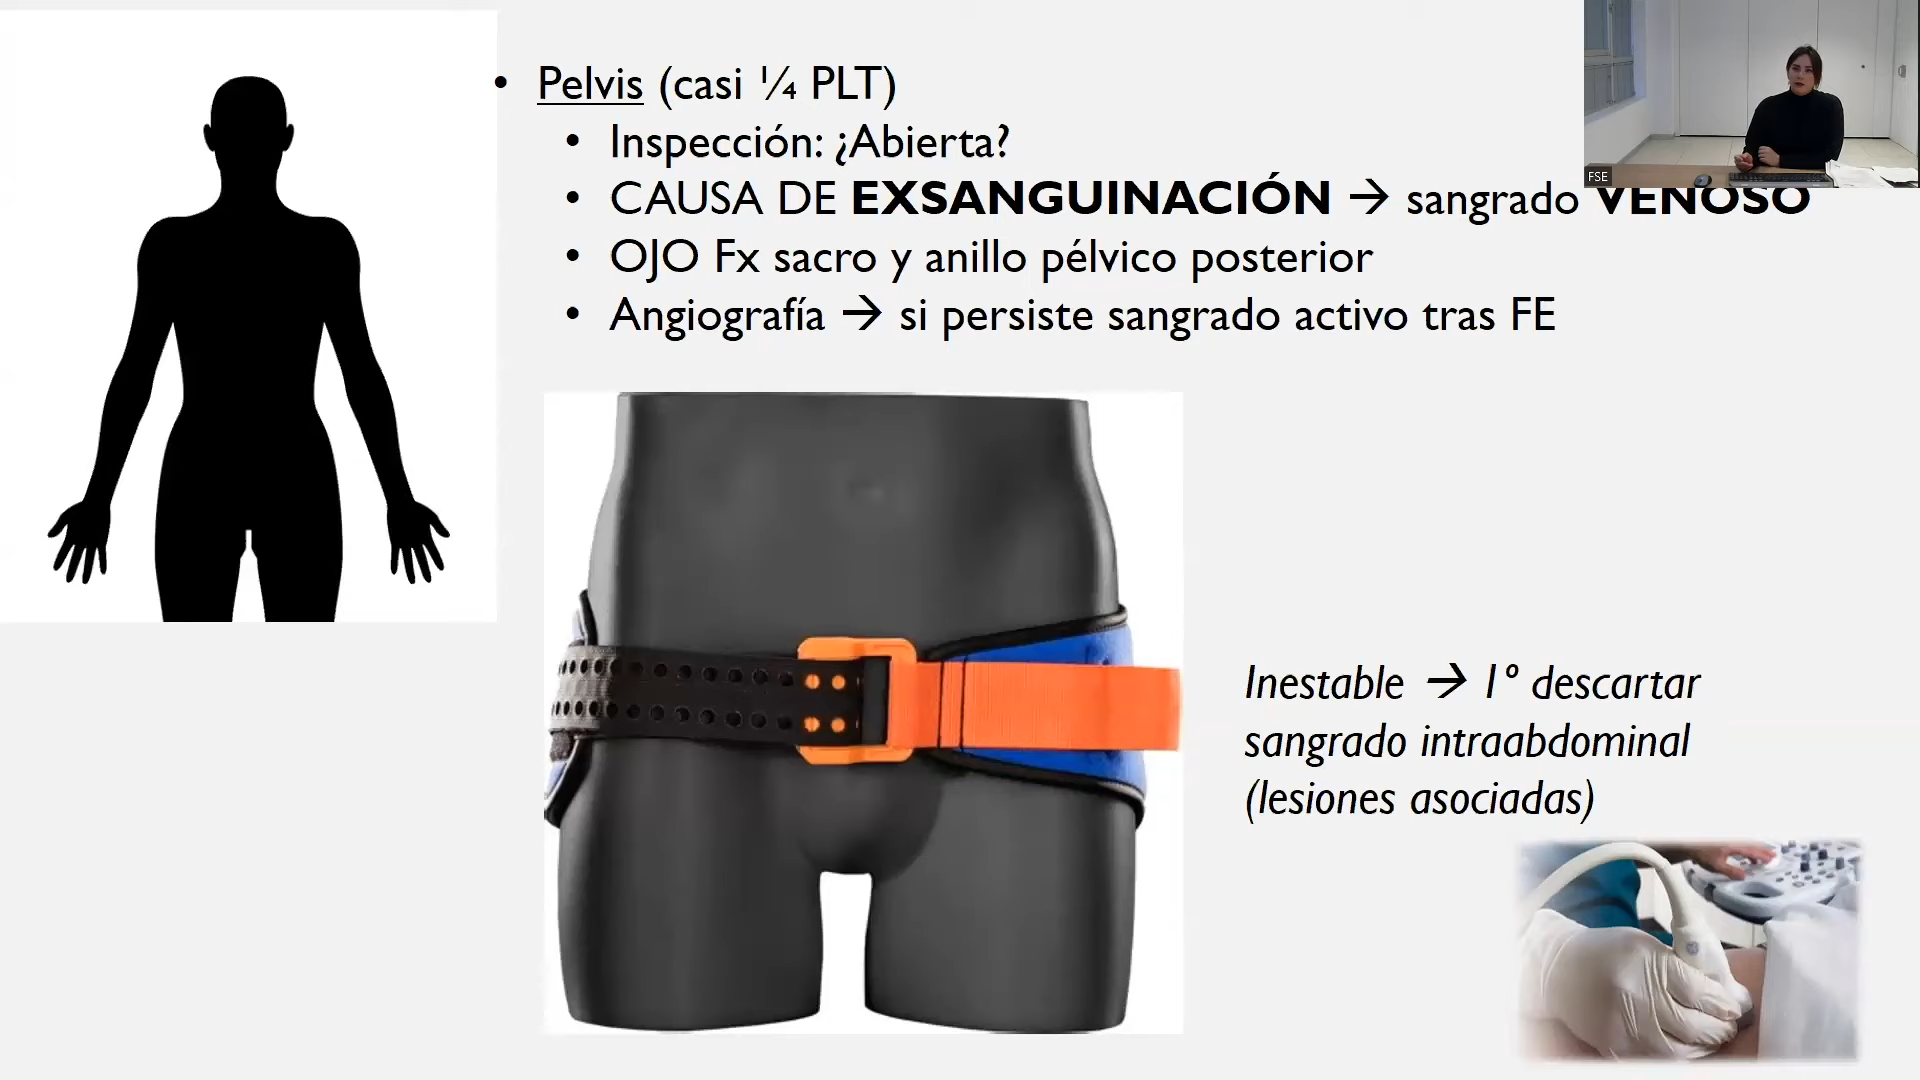 • Pelvis (casi ¼ PLT)
• Inspección: ¿Abierta?
• CAUSA DE EXSANGUINACIÓN → sangrado VENOSO
• OJO Fx sacro y anillo pélvico posterior
• Angiografía → si persiste sangrado activo tras FE
Inestable → 1º descartar
sangrado intraabdominal
(lesiones asociadas)
FSE